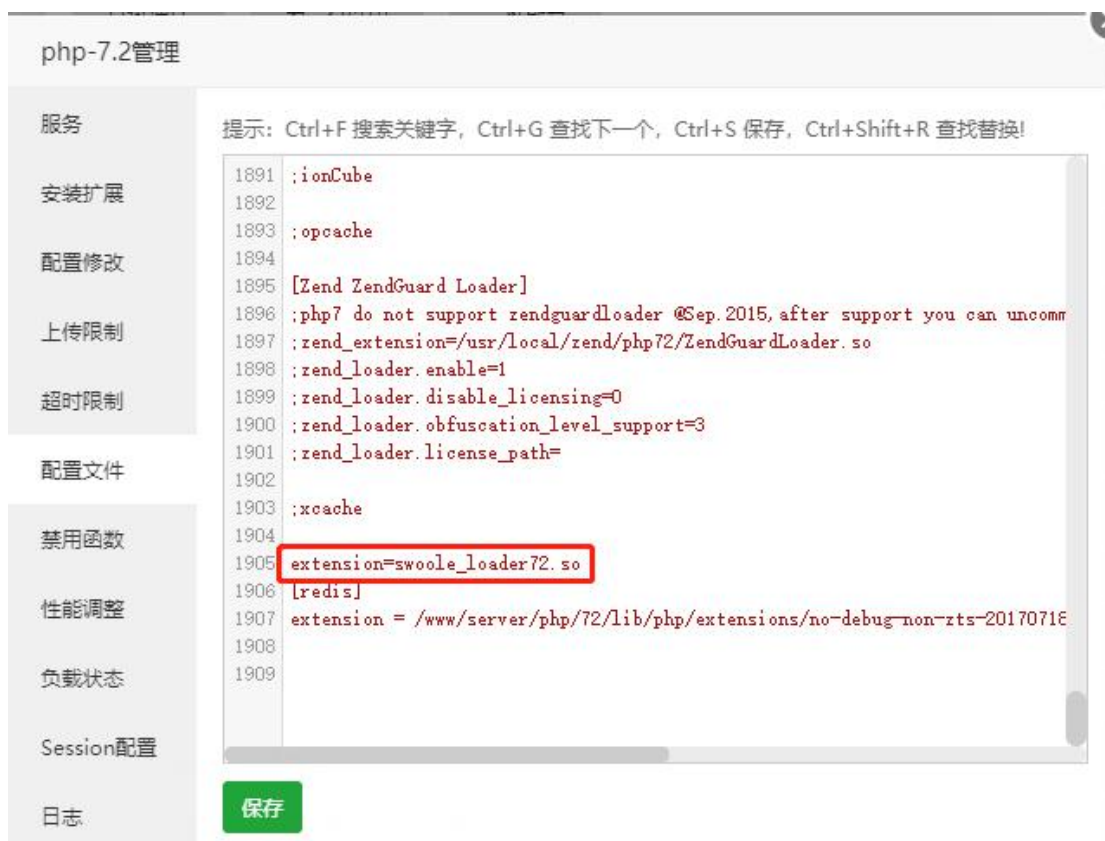 php-7.2管理
服务
安装扩展
配置修改
上传限制
超时限制
配置文件
禁用函数
性能调整
负载状态
Session配置
日志
提示: Ctrl+F 搜索关键字, Ctrl+G 查找下一个, Ctrl+S 保存, Ctrl+Shift+R 查找替换!
1891 ;ionCube
1892
1893 ;opcache
1894
1895 [Zend ZendGuard Loader]
1896 ;php7 do not support zendguardloader @Sep.2015,after support you can uncomm
1897 ;zend_extension=/usr/local/zend/php72/ZendGuardLoader.so
1898 ;zend_loader.enable=1
1899 ;zend_loader.disable_licensing=0
1900 ;zend_loader.obfuscation_level_support=3
1901 ;zend_loader.license_path=
1902
1903 ;xcache
1904
1905 extension=swoole_loader72.so
1906 [redis]
1907 extension = /www/server/php/72/lib/php/extensions/no-debug-non-zts-20170718
1908
1909
保存